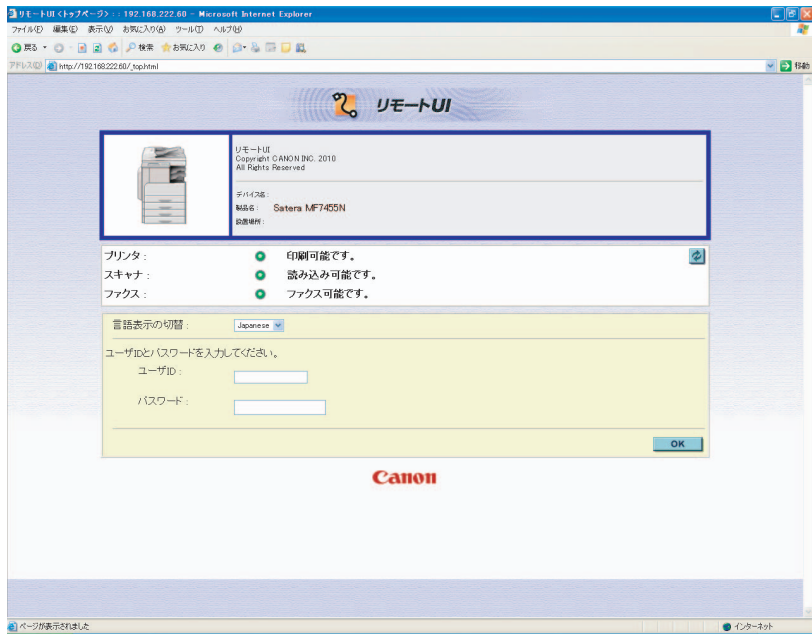 リモートUI <トップページ> : : 192.168.222.60 - Microsoft Internet Explorer
ファイル(F) 編集(E) 表示(V) お気に入り(A) ツール(T) ヘルプ(H)
戻る 検索 お気に入り
アドレス(D) http://192.168.222.60/_top.html 移動
リモートUI
リモートUI
Copyright CANON INC. 2010
All Rights Reserved
デバイス名 :
製品名 : Satera MF7455N
設置場所 :
プリンタ : 印刷可能です。
スキャナ : 読み込み可能です。
ファクス : ファクス可能です。
言語表示の切替 : Japanese
ユーザIDとパスワードを入力してください。
ユーザID :
パスワード :
OK
Canon
ページが表示されました インターネット